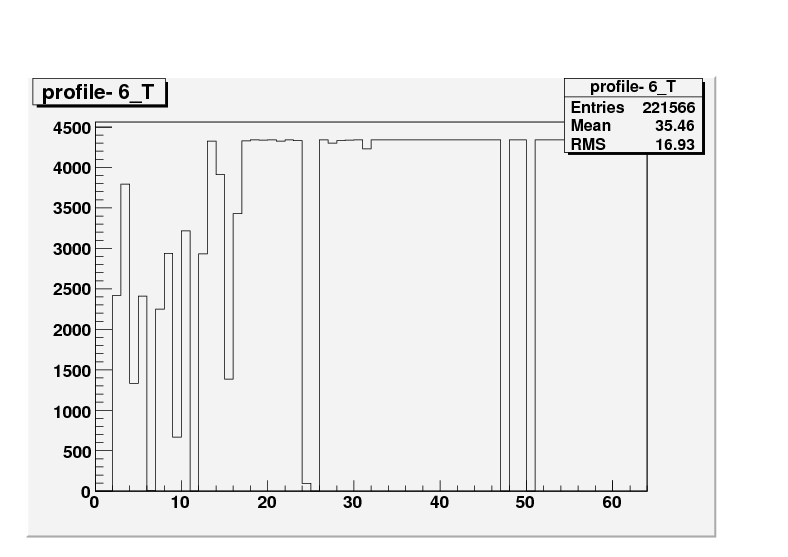 profile- 6_T
profile- 6_T
Entries 221566
Mean 35.46
RMS 16.93
4500
4000
3500
3000
2500
2000
1500
1000
500
0
0 10 20 30 40 50 60